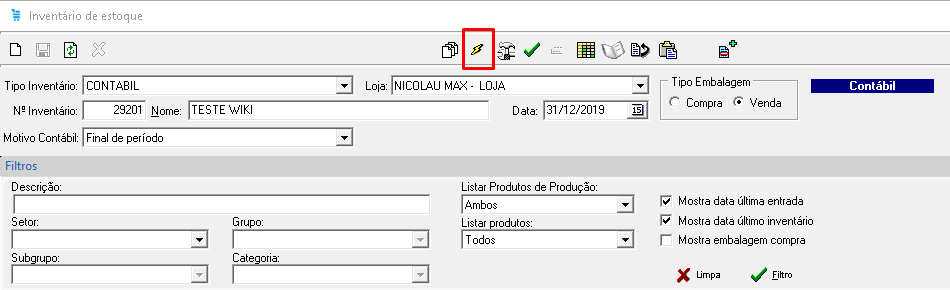 Inventário de estoque
Tipo Inventário: CONTABIL Loja: NICOLAU MAX - LOJA Tipo Embalagem Contábil
Nº Inventário: 29201 Nome: TESTE WIKI Data: 31/12/2019 15 Compra Venda
Motivo Contábil: Final de período
Filtros
Descrição: Listar Produtos de Produção:
Ambos Mostra data última entrada
Setor: Grupo: Listar produtos: Mostra data último inventário
Todos Mostra embalagem compra
Subgrupo: Categoria:
Limpa Filtro